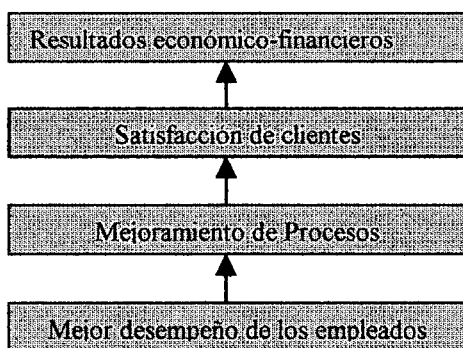 Resultados económico-financieros
Satisfacción de clientes
Mejoramiento de Procesos
Mejor desempeño de los empleados